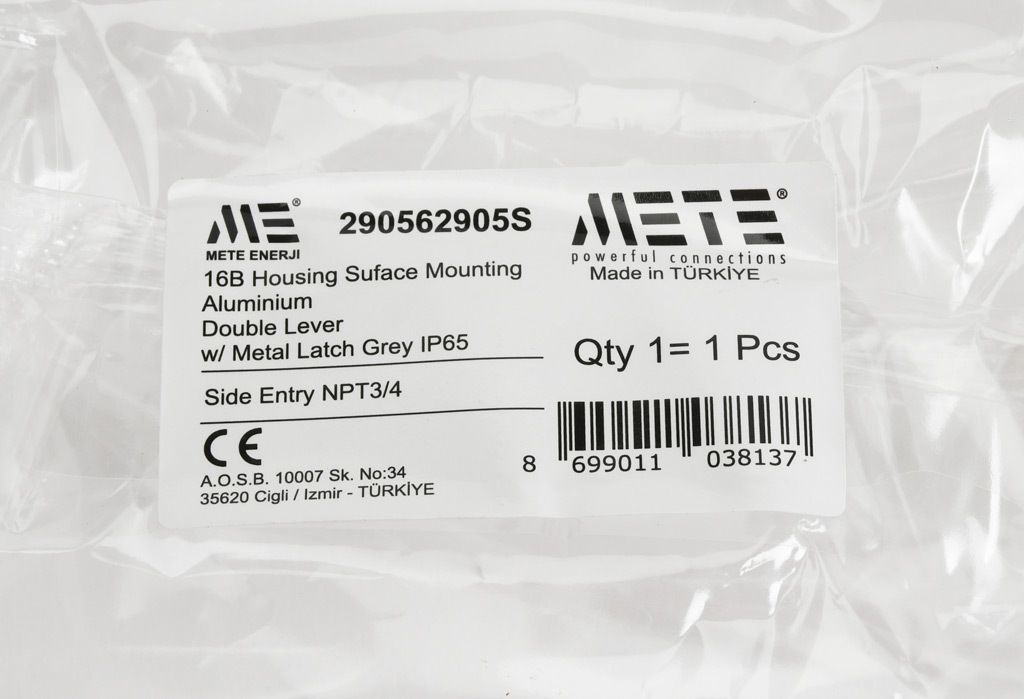 ME®
METE ENERJI
290562905S
16B Housing Suface Mounting
Aluminium
Double Lever
w/ Metal Latch Grey IP65
Side Entry NPT3/4
CE
A.O.S.B. 10007 Sk. No:34
35620 Cigli / Izmir - TÜRKİYE
METE®
powerful connections
Made in TÜRKİYE
Qty 1= 1 Pcs
8 699011 038137